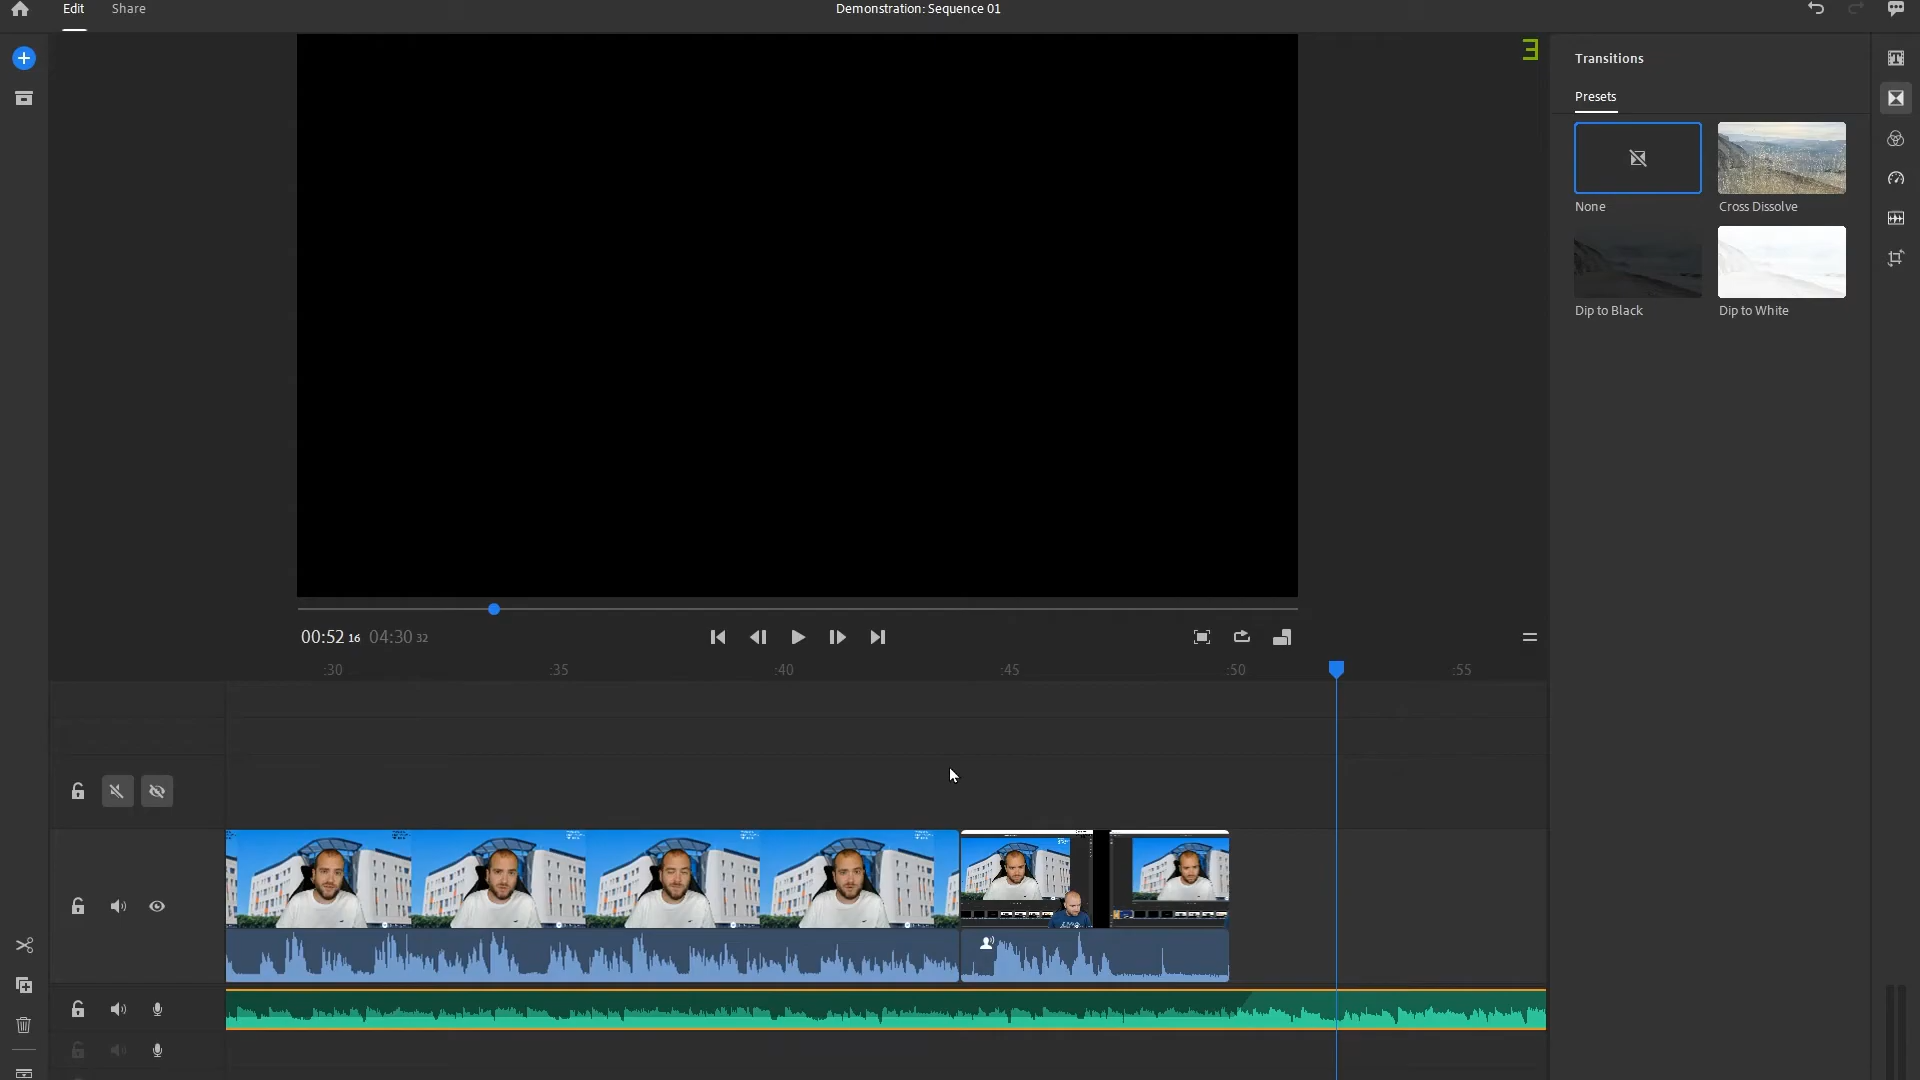 Edit Share Demonstration: Sequence 01
Transitions
Presets
None Cross Dissolve
Dip to Black Dip to White
00:52 16 04:30 32
:30 :35 :40 :45 :50 :55